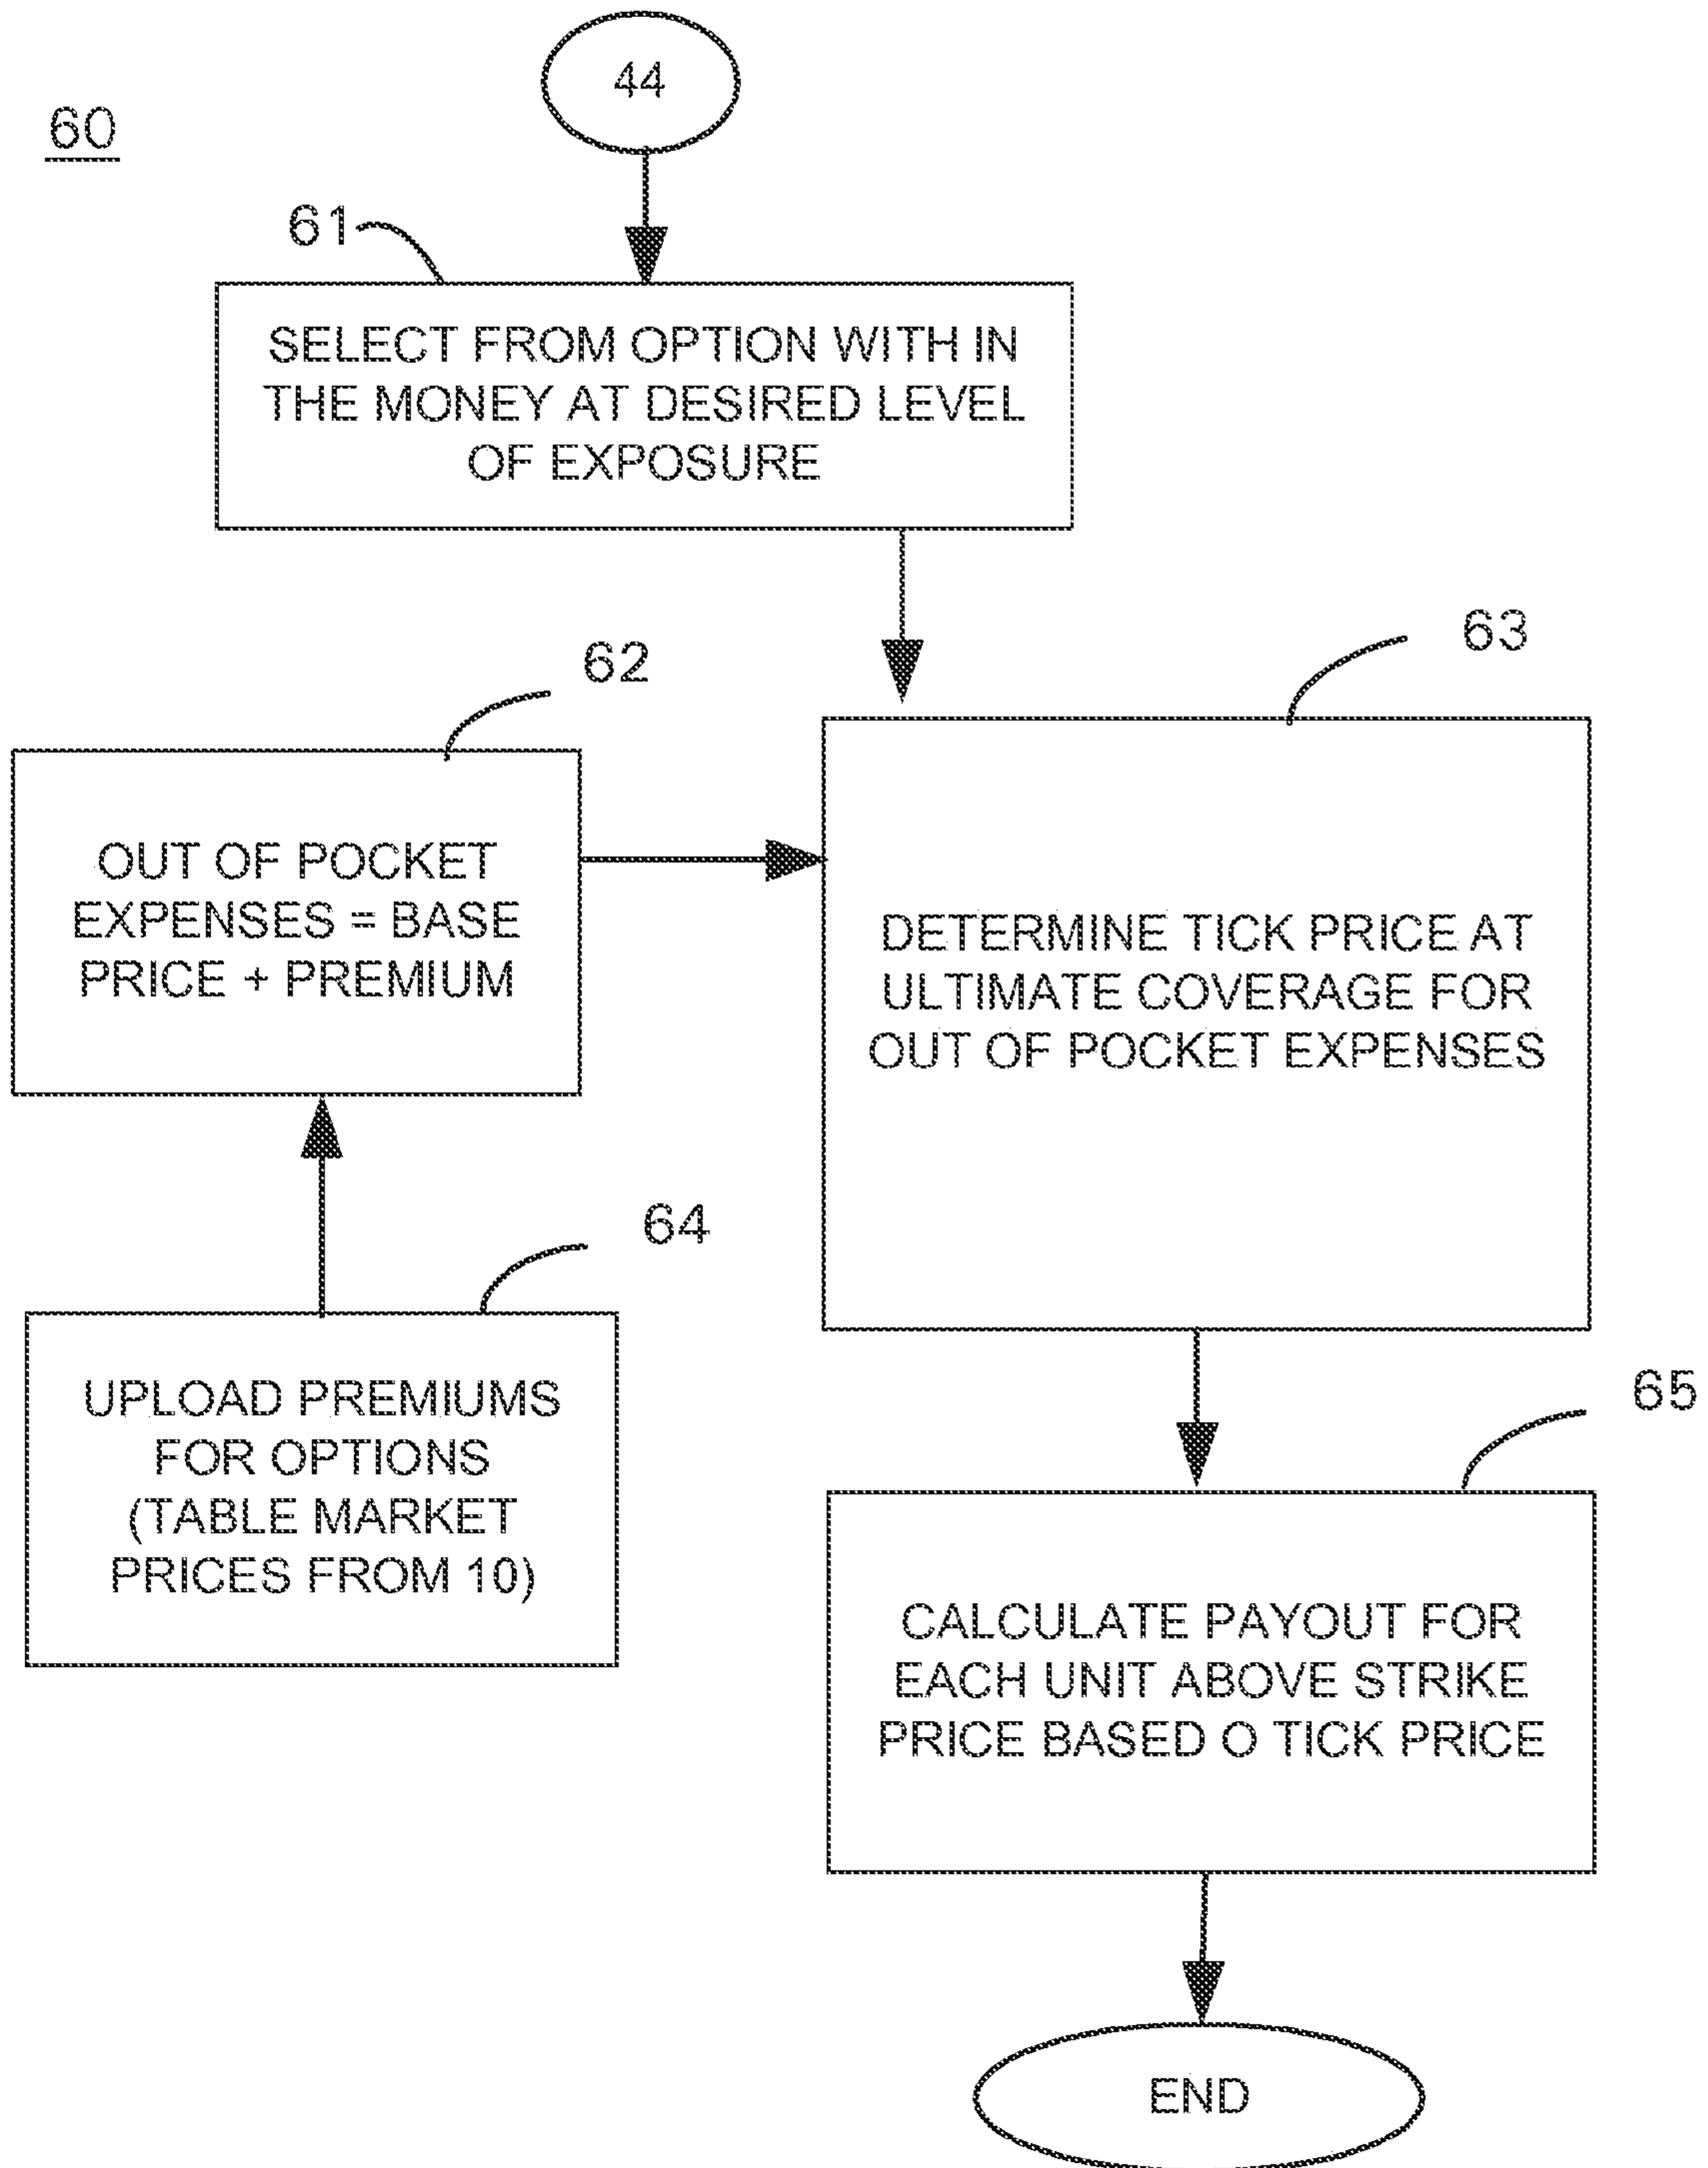 44
60
61
SELECT FROM OPTION WITH IN
THE MONEY AT DESIRED LEVEL
OF EXPOSURE
62
63
OUT OF POCKET
EXPENSES = BASE
PRICE + PREMIUM
DETERMINE TICK PRICE AT
ULTIMATE COVERAGE FOR
OUT OF POCKET EXPENSES
64
UPLOAD PREMIUMS
FOR OPTIONS
(TABLE MARKET
PRICES FROM 10)
65
CALCULATE PAYOUT FOR
EACH UNIT ABOVE STRIKE
PRICE BASED O TICK PRICE
END